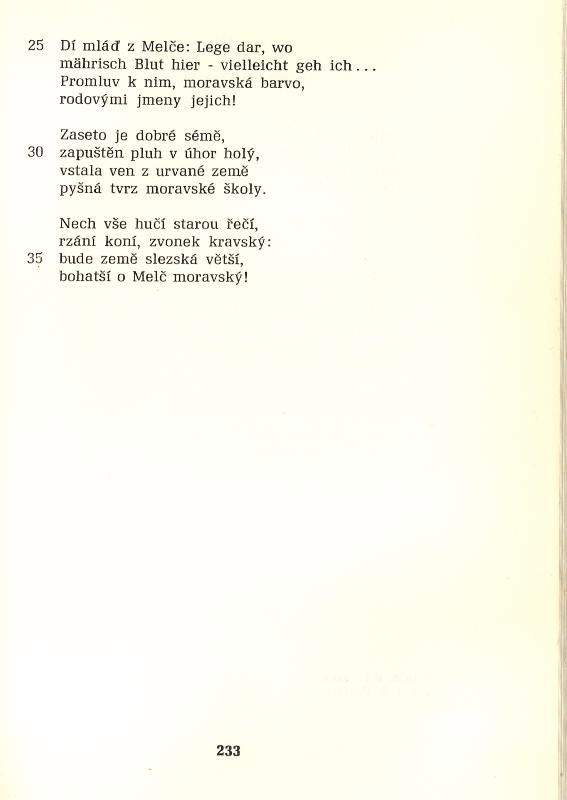 25 Dí mláď z Melče: Lege dar, wo
mährisch Blut hier - vielleicht geh ich...
Promluv k nim, moravská barvo,
rodovými jmeny jejich!
Zaseto je dobré sémě,
30 zapuštěn pluh v úhor holý,
vstala ven z urvané země
pyšná tvrz moravské školy.
Nech vše hučí starou řečí,
rzání koní, zvonek kravský:
35 bude země slezská větší,
bohatší o Melč moravský!
233